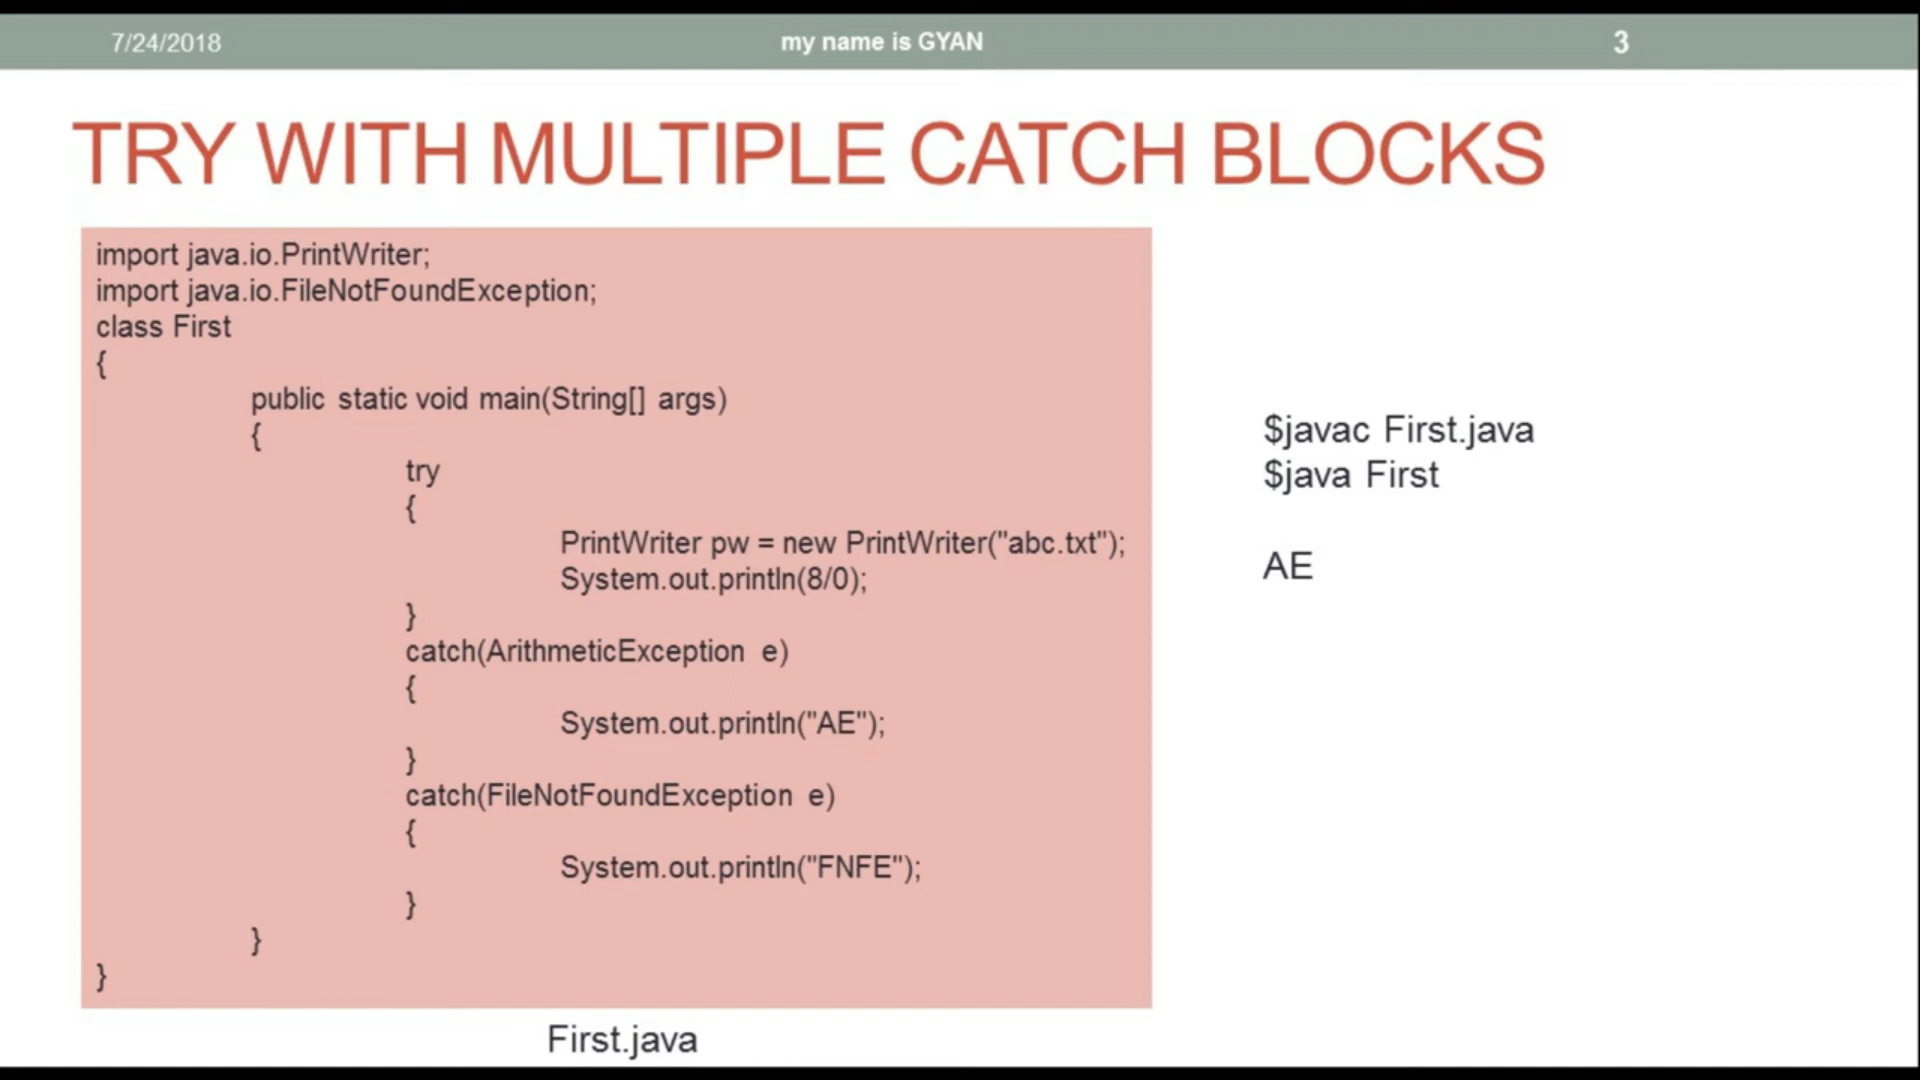 7/24/2018
my name is GYAN
3
TRY WITH MULTIPLE CATCH BLOCKS
import java.io.PrintWriter;
import java.io.FileNotFoundException;
class First
{
public static void main(String[] args)
{
try
{
PrintWriter pw = new PrintWriter("abc.txt");
System.out.println(8/0);
}
catch(ArithmeticException e)
{
System.out.println("AE");
}
catch(FileNotFoundException e)
{
System.out.println("FNFE");
}
}
}
First.java
$javac First.java
$java First
AE